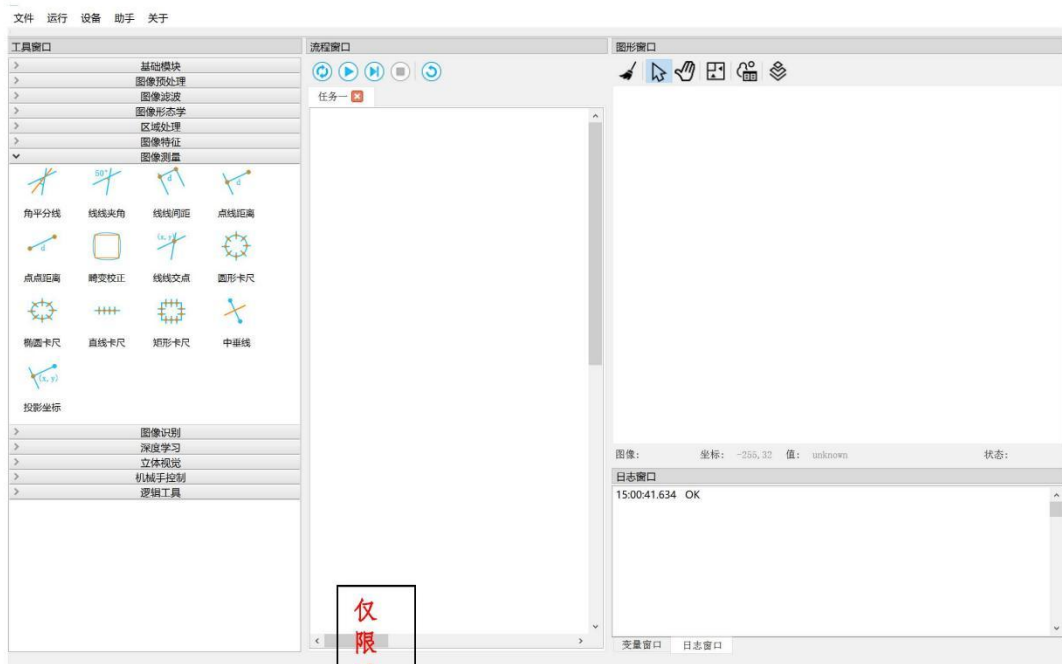 文件 运行 设备 助手 关于
工具窗口
基础模块
图像预处理
图像滤波
图像形态学
区域处理
图像特征
图像测量
60°
d
d
角平分线 线线夹角 线线间距 点线距离
d
(x, y)
点点距离 畸变校正 线线交点 圆形卡尺
椭圆卡尺 直线卡尺 矩形卡尺 中垂线
(x, y)
投影坐标
图像识别
深度学习
立体视觉
机械手控制
逻辑工具
流程窗口
任务一
仅
限
图形窗口
图像: 坐标: -255,32 值: unknown 状态:
日志窗口
15:00:41.634 OK
变量窗口 日志窗口